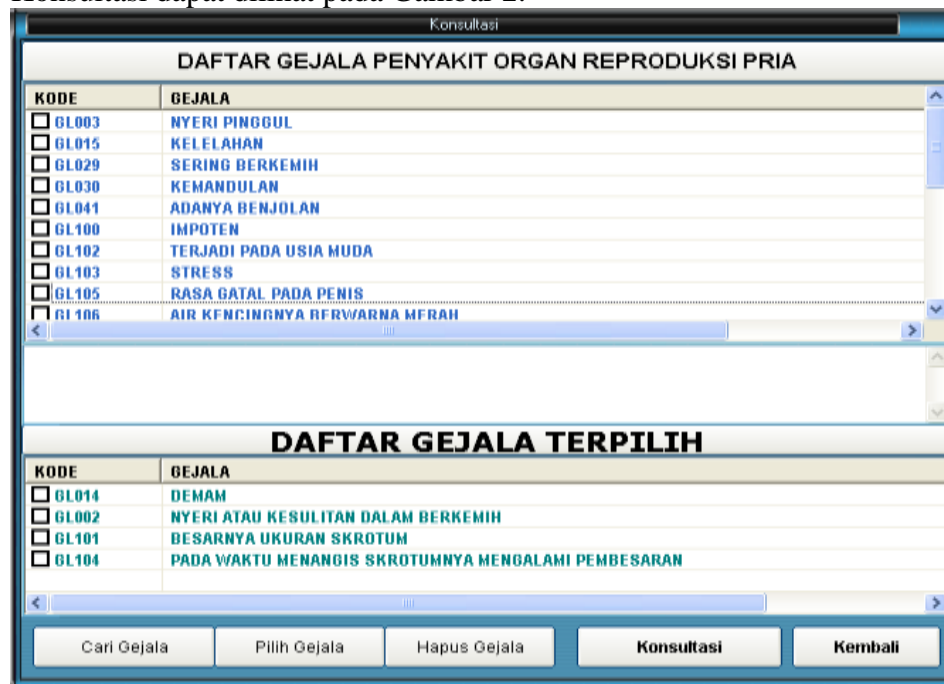 Konsultasi dapat dilihat pada Gambar 2.
Konsultasi
DAFTAR GEJALA PENYAKIT ORGAN REPRODUKSI PRIA
KODE GEJALA
GL003 NYERI PINGGUL
GL015 KELELAHAN
GL029 SERING BERKEMIH
GL030 KEMANDULAN
GL041 ADANYA BENJOLAN
GL100 IMPOTEN
GL102 TERJADI PADA USIA MUDA
GL103 STRESS
GL105 RASA GATAL PADA PENIS
GL106 AIR KENCINGNYA BERWARNA MERAH
DAFTAR GEJALA TERPILIH
KODE GEJALA
GL014 DEMAM
GL002 NYERI ATAU KESULITAN DALAM BERKEMIH
GL101 BESARNYA UKURAN SKROTUM
GL104 PADA WAKTU MENANGIS SKROTUMNYA MENGALAMI PEMBESARAN
Cari Gejala Pilih Gejala Hapus Gejala Konsultasi Kembali